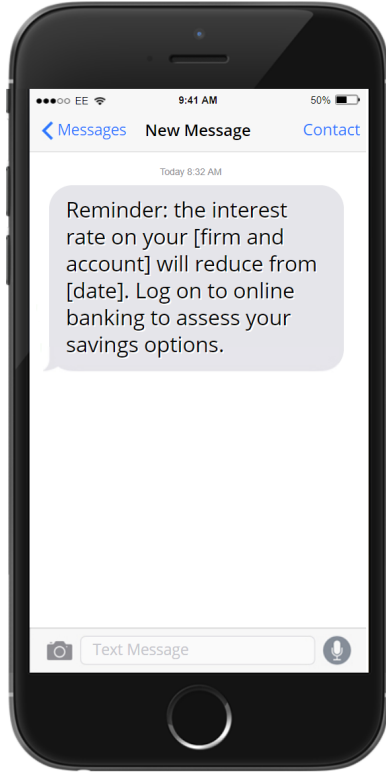 EE 9:41 AM 50%
Messages New Message Contact
Today 8:32 AM
Reminder: the interest
rate on your [firm and
account] will reduce from
[date]. Log on to online
banking to assess your
savings options.
Text Message